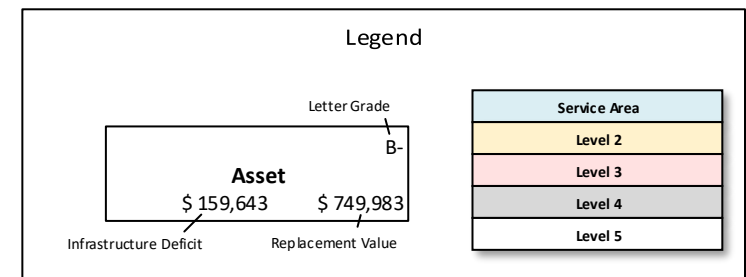 Legend
Letter Grade
B-
Asset
$ 159,643 $ 749,983
Infrastructure Deficit Replacement Value
Service Area
Level 2
Level 3
Level 4
Level 5